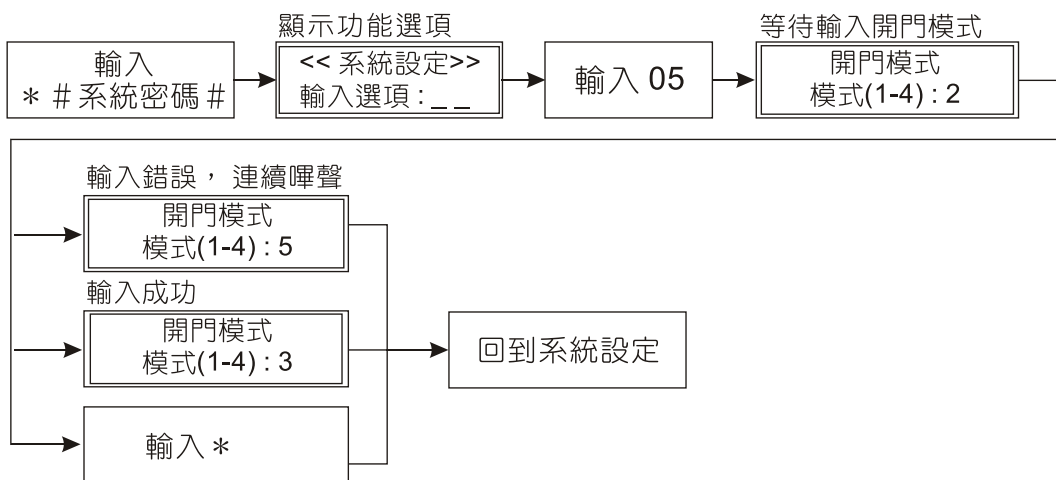 輸入
＊＃系統密碼＃
顯示功能選項
<< 系統設定>>
輸入選項 :_ _
輸入 05
等待輸入開門模式
開門模式
模式(1-4) : 2
輸入錯誤， 連續嗶聲
開門模式
模式(1-4) : 5
輸入成功
開門模式
模式(1-4) : 3
輸入＊
回到系統設定